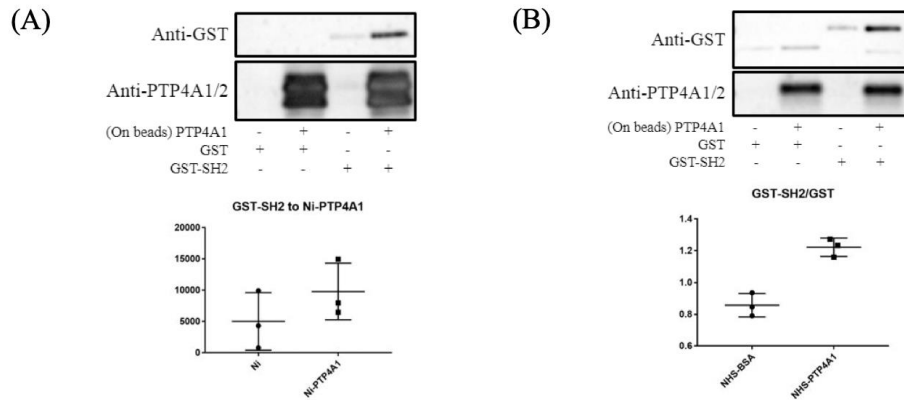 (A)
Anti-GST
Anti-PTP4A1/2
(On beads) PTP4A1 - + - +
GST + + - -
GST-SH2 - - + +
GST-SH2 to Ni-PTP4A1
20000
15000
10000
5000
0
Ni
Ni-PTP4A1
(B)
Anti-GST
Anti-PTP4A1/2
(On beads) PTP4A1 - + - +
GST + + - -
GST-SH2 - - + +
GST-SH2/GST
1.4
1.2
1.0
0.8
0.6
NHS-BSA
NHS-PTP4A1